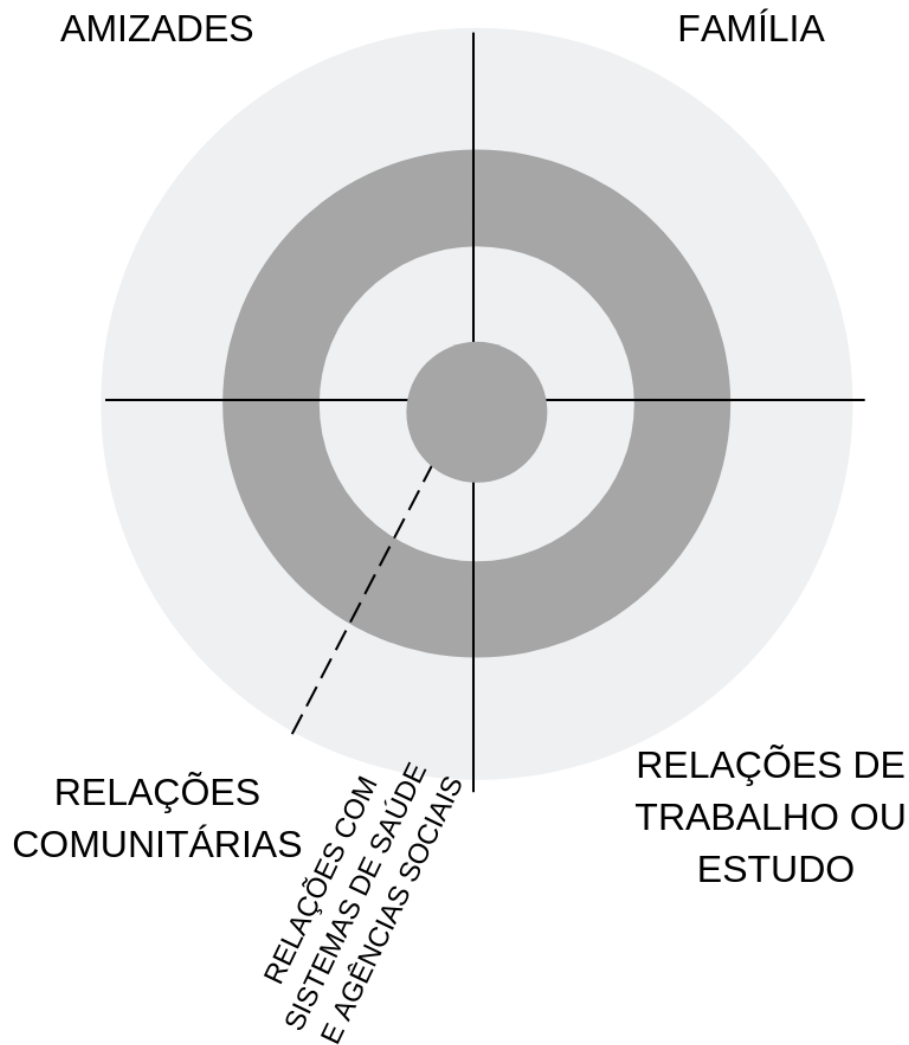 AMIZADES
FAMÍLIA
RELAÇÕES
COMUNITÁRIAS
RELAÇÕES COM
SISTEMAS DE SAÚDE
E AGÊNCIAS SOCIAIS
RELAÇÕES DE
TRABALHO OU
ESTUDO